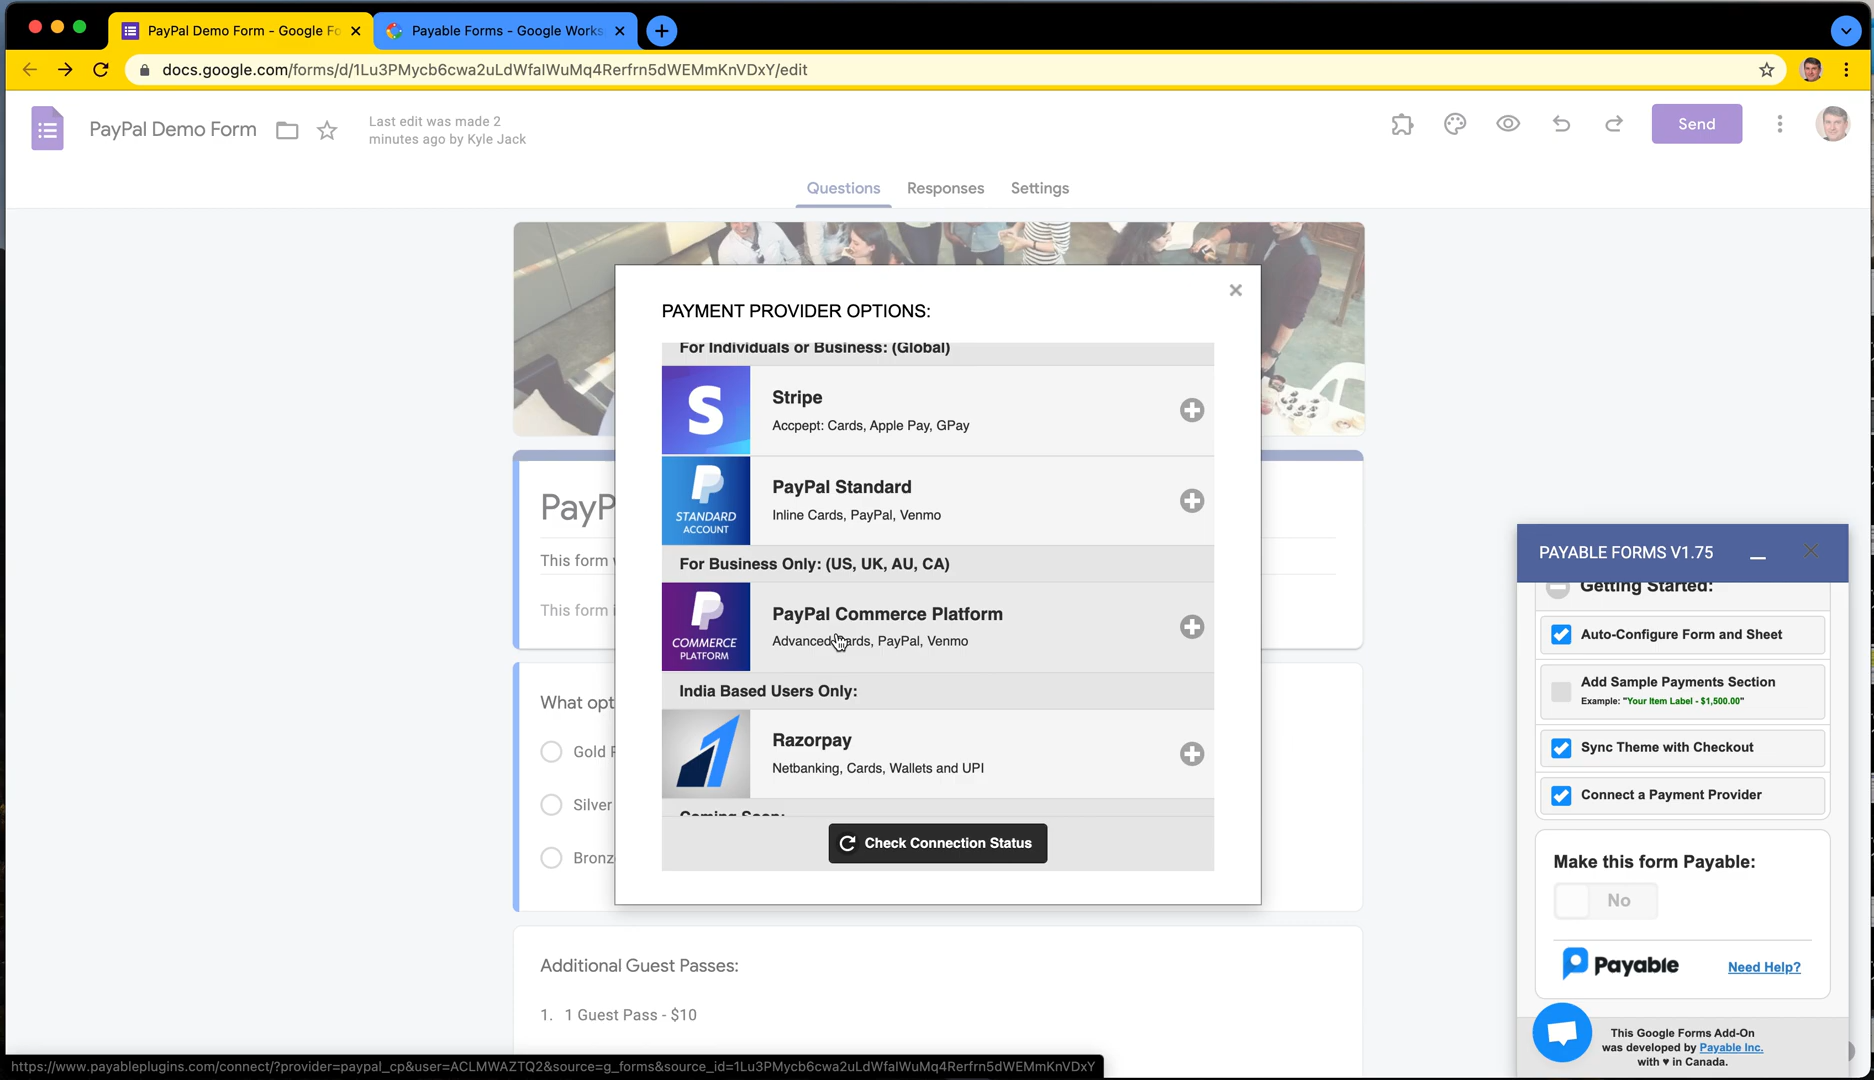 PayPal Demo Form - Google Fo
Payable Forms - Google Works
docs.google.com/forms/d/1Lu3PMycb6cwa2uLdWfalWuMq4Rerfrn5dWEMmKnVDxY/edit
PayPal Demo Form
Last edit was made 2
minutes ago by Kyle Jack
Send
Questions
Responses
Settings
PAYMENT PROVIDER OPTIONS:
For Individuals or Business: (Global)
S
Stripe
Accpept: Cards, Apple Pay, GPay
STANDARD
ACCOUNT
PayPal Standard
Inline Cards, PayPal, Venmo
For Business Only: (US, UK, AU, CA)
COMMERCE
PLATFORM
PayPal Commerce Platform
Advanced Cards, PayPal, Venmo
India Based Users Only:
Razorpay
Netbanking, Cards, Wallets and UPI
Coming Soon:
Check Connection Status
PayP
This form
This form i
What opt
Gold
Silver
Bronz
Additional Guest Passes:
1. 1 Guest Pass - $10
PAYABLE FORMS V1.75
Getting Started:
Auto-Configure Form and Sheet
Add Sample Payments Section
Example: "Your Item Label - $1,500.00"
Sync Theme with Checkout
Connect a Payment Provider
Make this form Payable:
No
Payable
Need Help?
This Google Forms Add-On
was developed by Payable Inc.
with ♥ in Canada.
https://www.payableplugins.com/connect/?provider=paypal_cp&user=ACLMWAZTQ2&source=g_forms&source_id=1Lu3PMycb6cwa2uLdWfalWuMq4Rerfrn5dWEMmKnVDxY